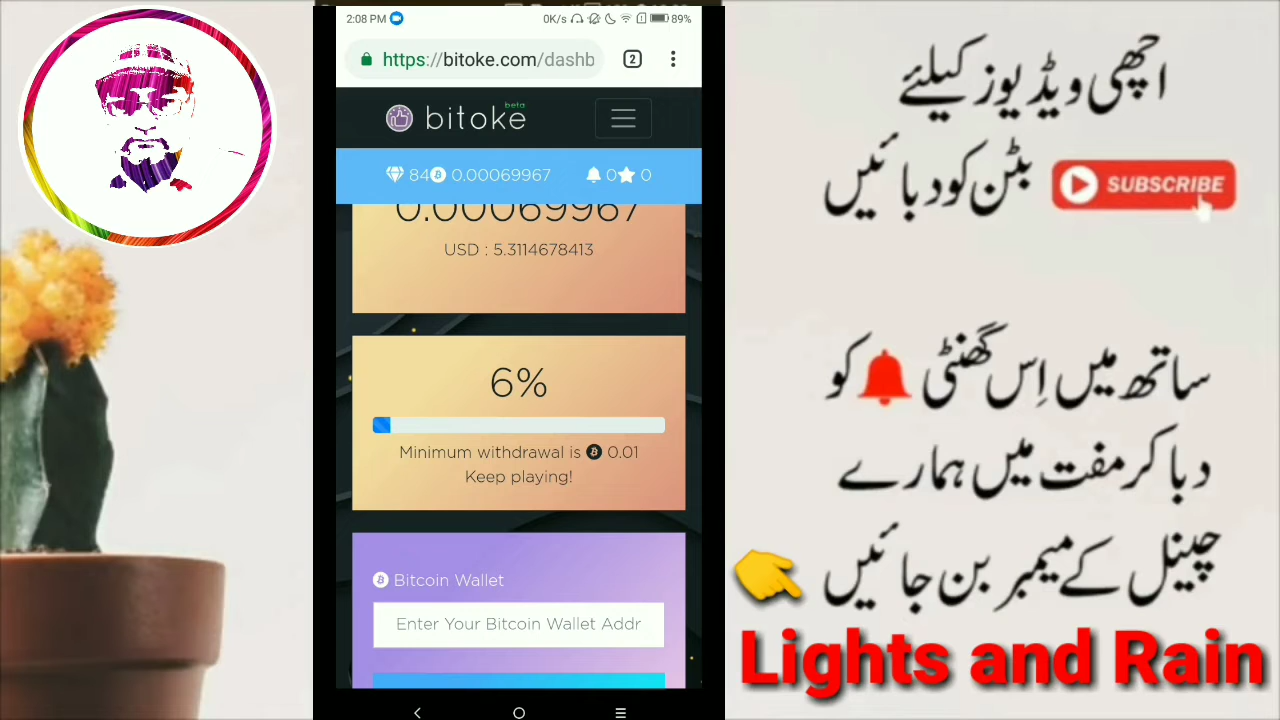 2:08 PM
0K/s
89%
https://bitoke.com/dashb
2
beta
bitoke
84 0.00069967
0 0
0.00069967
USD : 5.3114678413
6%
Minimum withdrawal is 0.01
Keep playing!
Bitcoin Wallet
Enter Your Bitcoin Wallet Addr
اچھی ویڈیوز کیلئے
بٹن کو دبائیں
SUBSCRIBE
ساتھ میں اِس گھنٹی کو
دبا کر مفت میں ہمارے
چینل کے میمبر بن جائیں
Lights and Rain